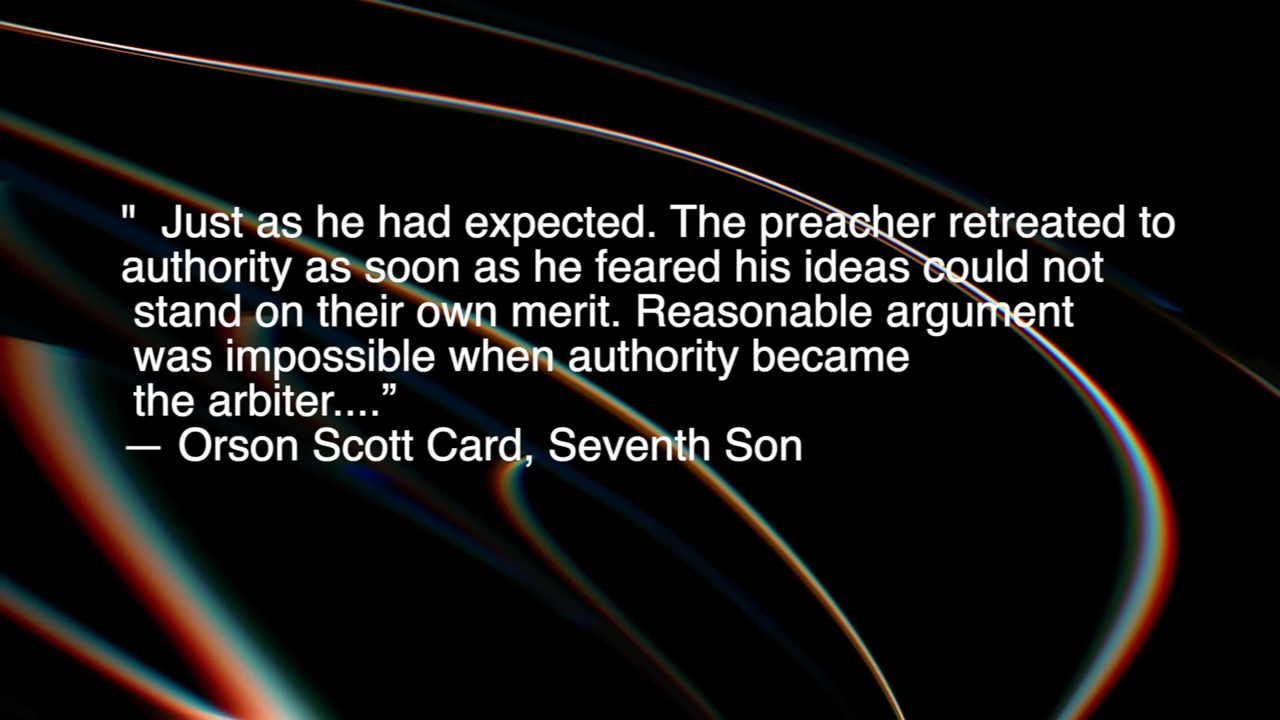 " Just as he had expected. The preacher retreated to
authority as soon as he feared his ideas could not
stand on their own merit. Reasonable argument
was impossible when authority became
the arbiter....”
— Orson Scott Card, Seventh Son